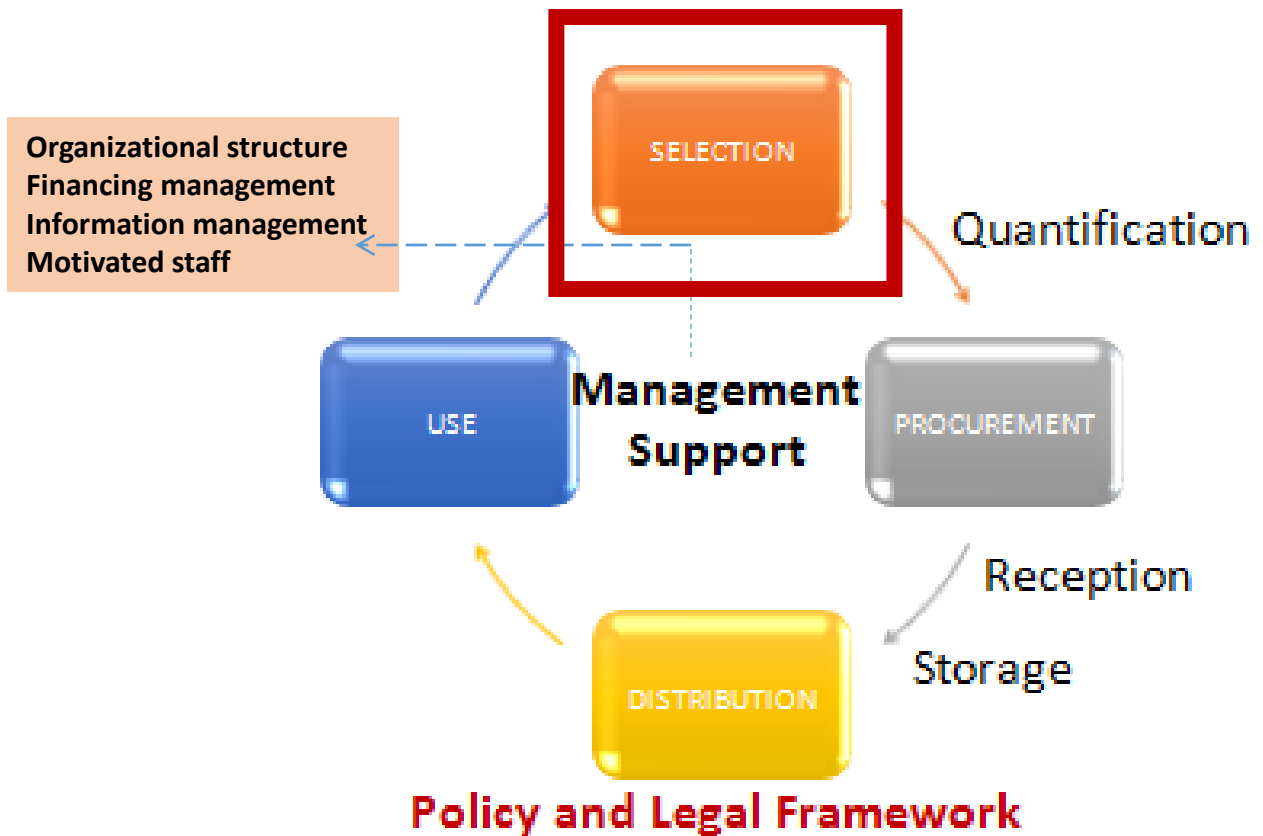 SELECTION
Organizational structure
Financing management
Information management
Motivated staff
Quantification
USE
Management
Support
PROCUREMENT
Reception
Storage
DISTRIBUTION
Policy and Legal Framework